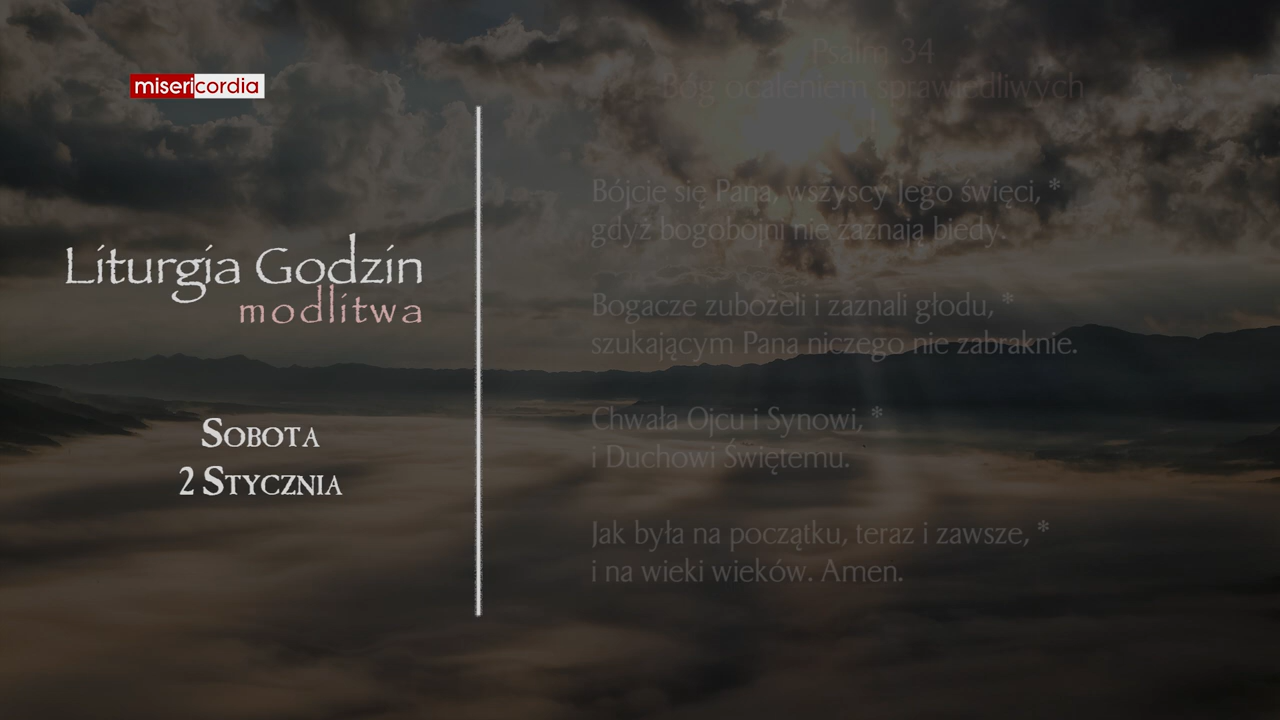 misericordia
Liturgia Godzin
modlitwa
Sobota
2 Stycznia
Psalm 34
Bóg ocaleniem sprawiedliwych
Bójcie się Pana, wszyscy Jego święci, *
gdyż bogobojni nie zaznają biedy.
Bogacze zubożeli i zaznali głodu, *
szukającym Pana niczego nie zabraknie.
Chwała Ojcu i Synowi, *
i Duchowi Świętemu.
Jak była na początku, teraz i zawsze, *
i na wieki wieków. Amen.